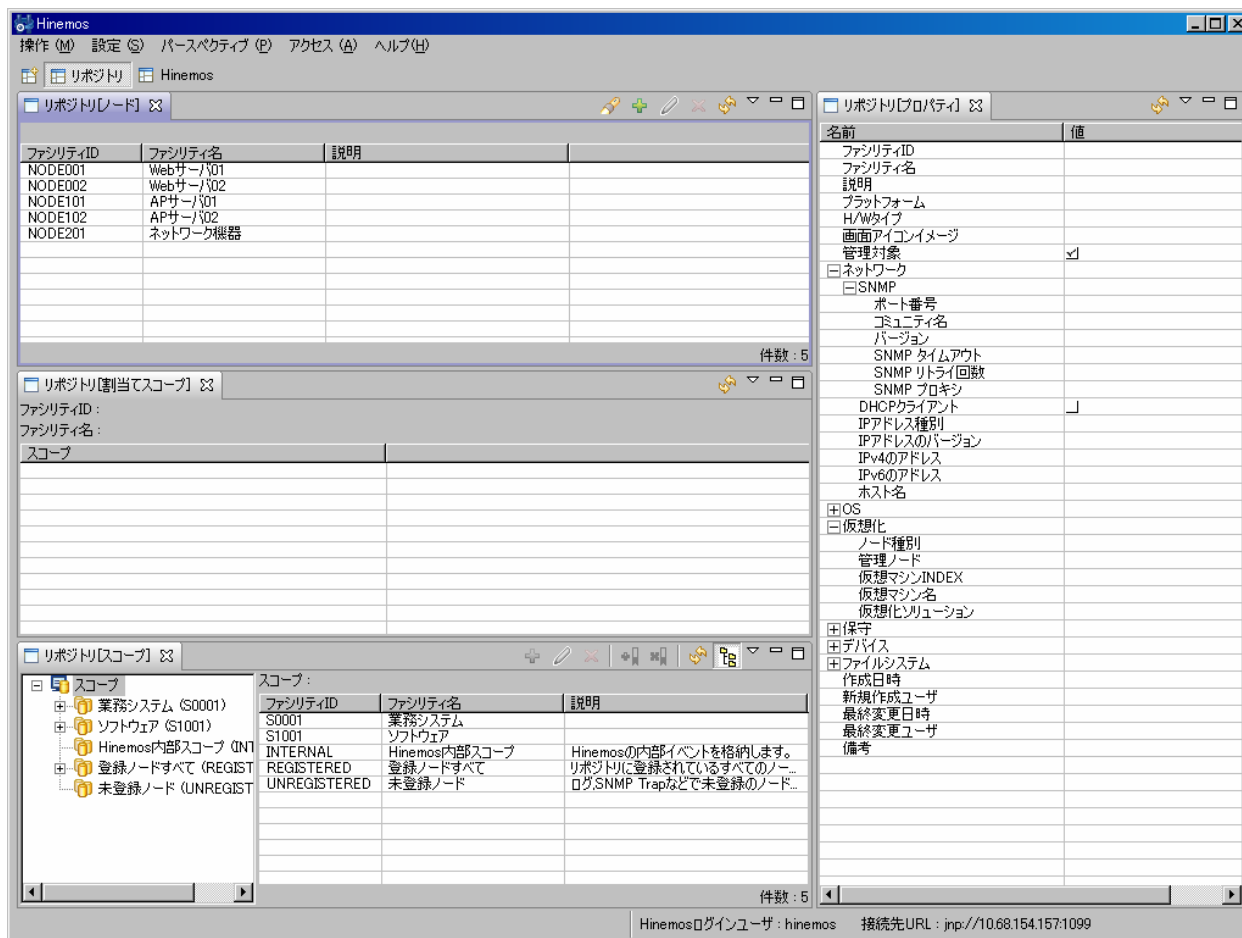 Hinemos
操作 (M) 設定 (S) パースペクティブ (P) アクセス (A) ヘルプ(H)
リポジトリ Hinemos
リポジトリ[ノード]
ファシリティID ファシリティ名 説明
NODE001 Webサーバ01
NODE002 Webサーバ02
NODE101 APサーバ01
NODE102 APサーバ02
NODE201 ネットワーク機器
件数 : 5
リポジトリ[割当てスコープ]
ファシリティID :
ファシリティ名 :
スコープ
リポジトリ[スコープ]
スコープ
業務システム (S0001)
ソフトウェア (S1001)
Hinemos内部スコープ (INT
登録ノードすべて (REGIST
未登録ノード (UNREGIST
スコープ :
ファシリティID ファシリティ名 説明
S0001 業務システム
S1001 ソフトウェア
INTERNAL Hinemos内部スコープ Hinemosの内部イベントを格納します。
REGISTERED 登録ノードすべて リポジトリに登録されているすべてのノー...
UNREGISTERED 未登録ノード ログ,SNMP Trapなどで未登録のノード...
件数 : 5
リポジトリ[プロパティ]
名前 値
ファシリティID
ファシリティ名
説明
プラットフォーム
H/Wタイプ
画面アイコンイメージ
管理対象
ネットワーク
SNMP
ポート番号
コミュニティ名
バージョン
SNMP タイムアウト
SNMP リトライ回数
SNMP プロキシ
DHCPクライアント
IPアドレス種別
IPアドレスのバージョン
IPv4のアドレス
IPv6のアドレス
ホスト名
OS
仮想化
ノード種別
管理ノード
仮想マシンINDEX
仮想マシン名
仮想化ソリューション
保守
デバイス
ファイルシステム
作成日時
新規作成ユーザ
最終変更日時
最終変更ユーザ
備考
Hinemosログインユーザ : hinemos 接続先URL : jnp://10.68.154.157:1099